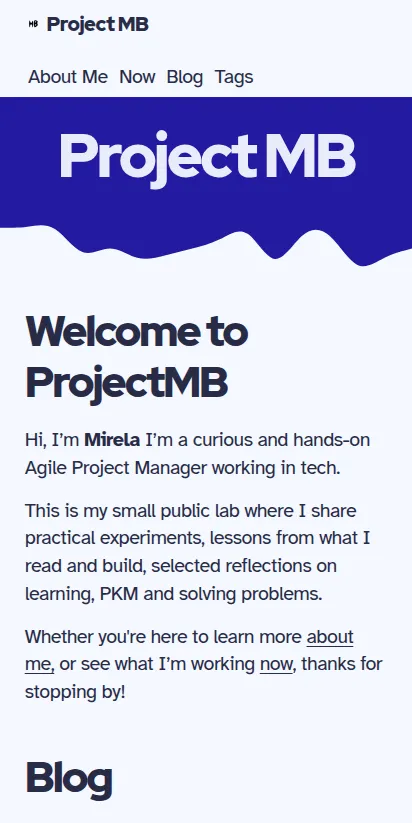 MB Project MB
About Me Now Blog Tags
Project MB
Welcome to
ProjectMB
Hi, I’m Mirela I’m a curious and hands-on
Agile Project Manager working in tech.
This is my small public lab where I share
practical experiments, lessons from what I
read and build, selected reflections on
learning, PKM and solving problems.
Whether you're here to learn more about
me, or see what I’m working now, thanks for
stopping by!
Blog